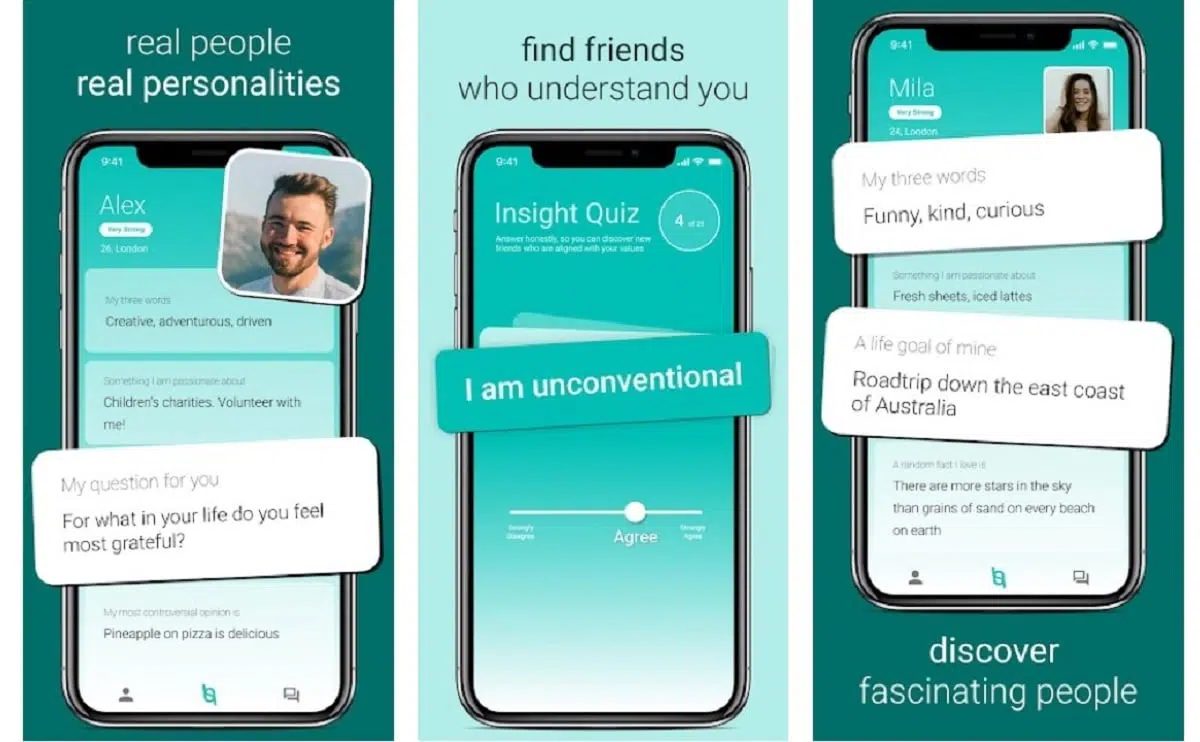 real people
real personalities
9:41
Alex
Very Strong
26, London
My three words
Creative, adventurous, driven
Something I am passionate about
Children's charities. Volunteer with
me!
My question for you
For what in your life do you feel
most grateful?
My most controversial opinion is
Pineapple on pizza is delicious
find friends
who understand you
9:41
Insight Quiz
4 of 25
Answer honestly, so you can discover new
friends who are aligned with your values
I am unconventional
Strongly
Disagree
Agree
Strongly
Agree
9:41
Mila
Very Strong
24, London
My three words
Funny, kind, curious
Something I am passionate about
Fresh sheets, iced lattes
A life goal of mine
Roadtrip down the east coast
of Australia
A random fact I love is
There are more stars in the sky
than grains of sand on every beach
on earth
discover
fascinating people